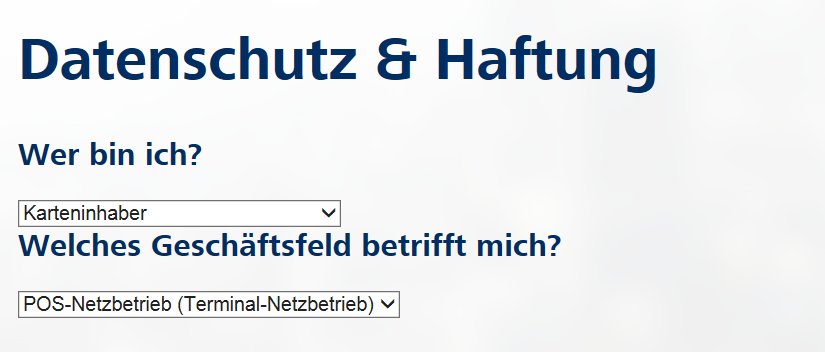 Datenschutz & Haftung
Wer bin ich?
Karteninhaber
Welches Geschäftsfeld betrifft mich?
POS-Netzbetrieb (Terminal-Netzbetrieb)